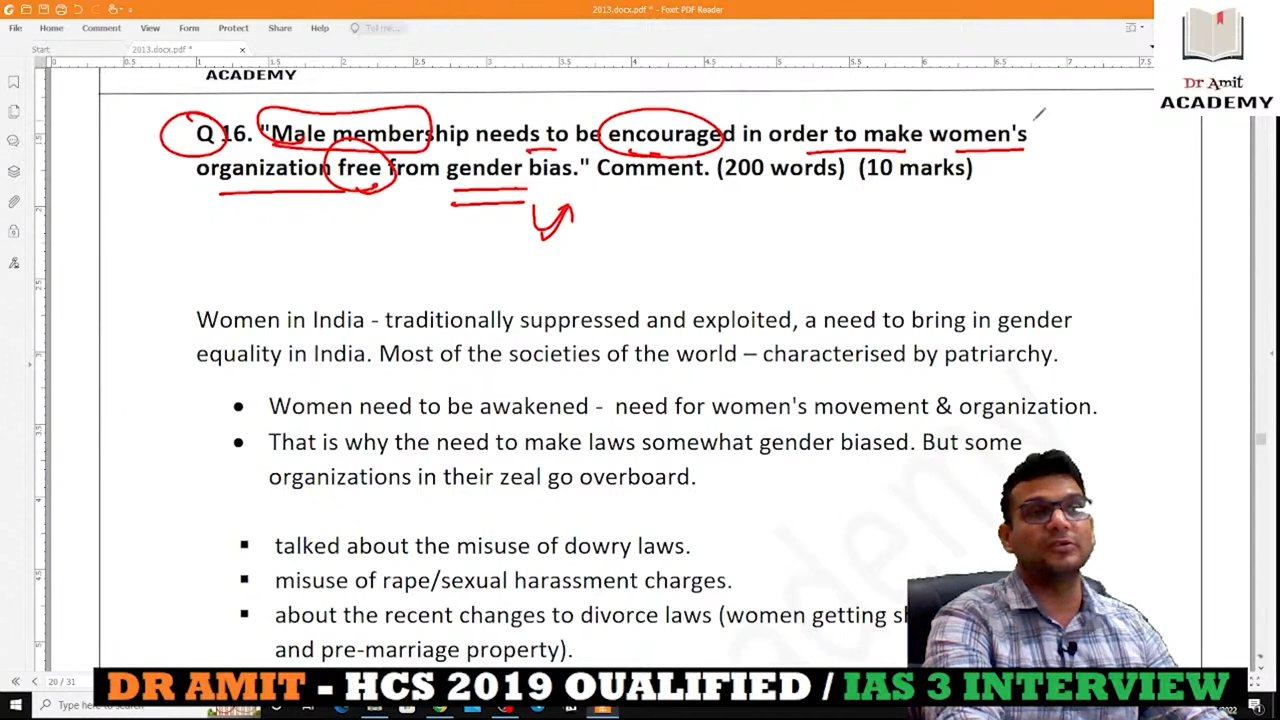 2013.docx.pdf * - Foxit PDF Reader
File Home Comment View Form Protect Share Help Tell me...
Start 2013.docx.pdf *
ACADEMY
Dr Amit
ACADEMY
Q 16. "Male membership needs to be encouraged in order to make women's
organization free from gender bias." Comment. (200 words) (10 marks)
Women in India - traditionally suppressed and exploited, a need to bring in gender
equality in India. Most of the societies of the world – characterised by patriarchy.
• Women need to be awakened - need for women's movement & organization.
• That is why the need to make laws somewhat gender biased. But some
organizations in their zeal go overboard.
▪ talked about the misuse of dowry laws.
▪ misuse of rape/sexual harassment charges.
▪ about the recent changes to divorce laws (women getting
and pre-marriage property).
20 / 31
DR AMIT - HCS 2019 QUALIFIED / IAS 3 INTERVIEW
Type here to search